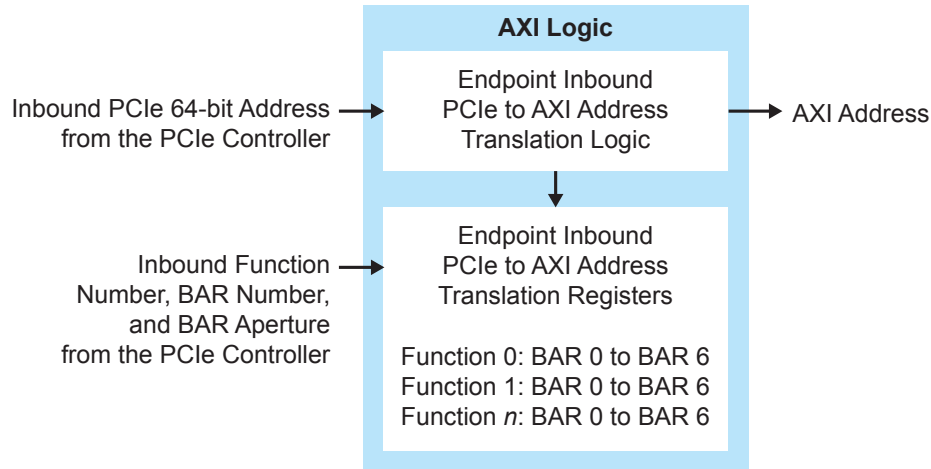 AXI Logic
Inbound PCIe 64-bit Address
from the PCIe Controller
Endpoint Inbound
PCIe to AXI Address
Translation Logic
AXI Address
Inbound Function
Number, BAR Number,
and BAR Aperture
from the PCIe Controller
Endpoint Inbound
PCIe to AXI Address
Translation Registers
Function 0: BAR 0 to BAR 6
Function 1: BAR 0 to BAR 6
Function n: BAR 0 to BAR 6